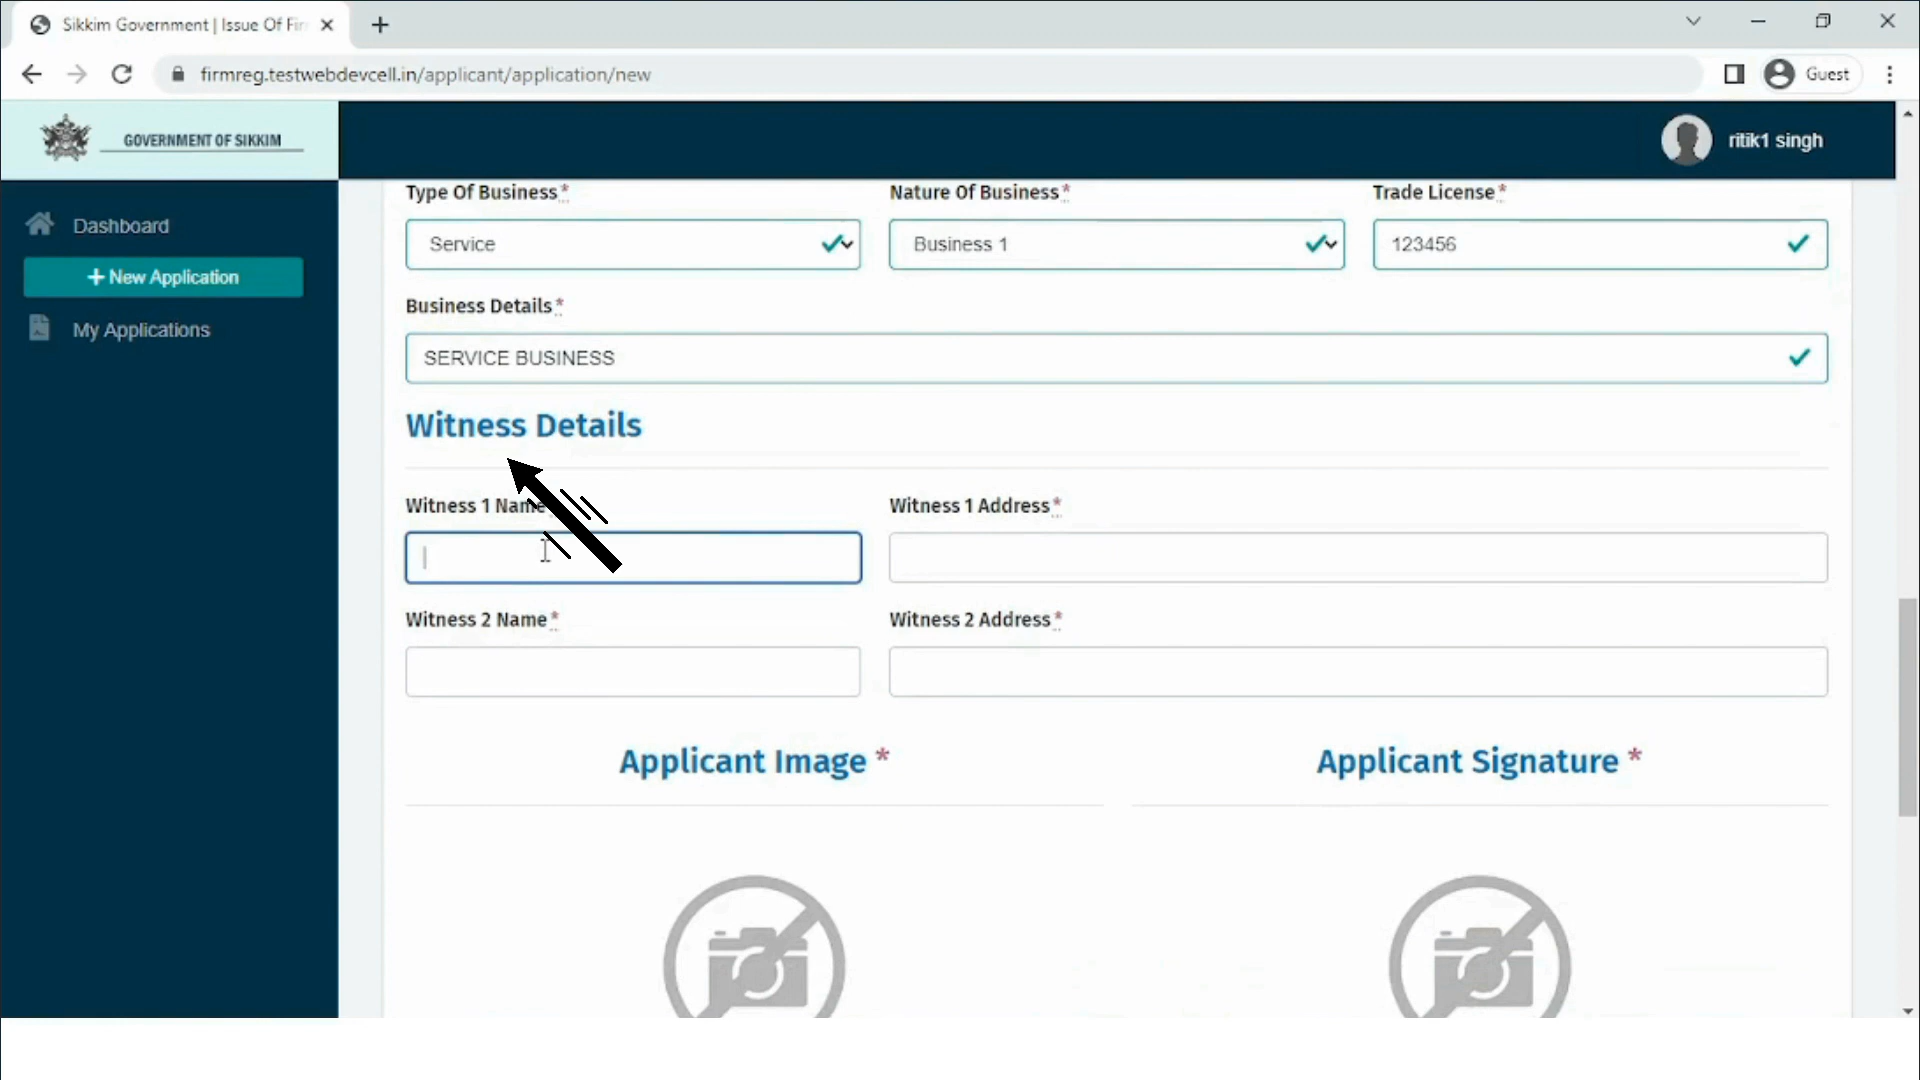 Sikkim Government | Issue Of Fir
firmreg.testwebdevcell.in/applicant/application/new
Guest
GOVERNMENT OF SIKKIM
ritik1 singh
Dashboard
+ New Application
My Applications
Type Of Business* Nature Of Business* Trade License*
Service Business 1 123456
Business Details*
SERVICE BUSINESS
Witness Details
Witness 1 Name Witness 1 Address*
Witness 2 Name* Witness 2 Address*
Applicant Image * Applicant Signature *